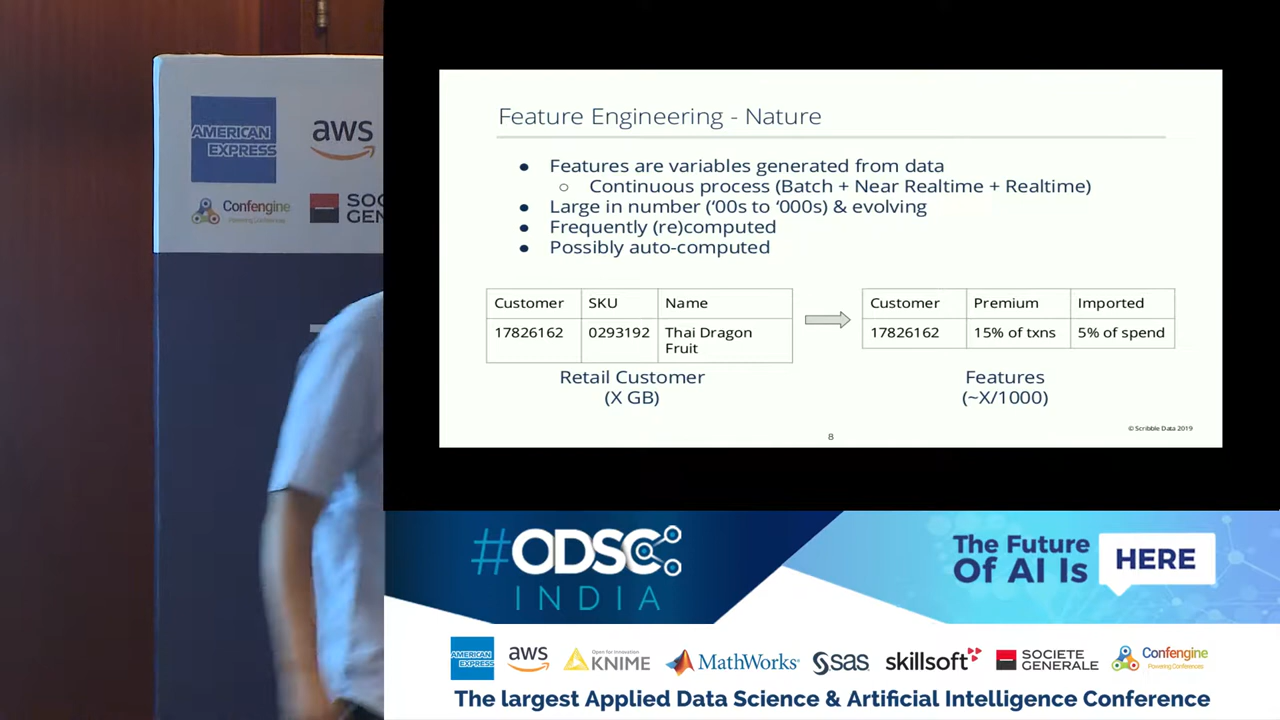 AMERICAN
EXPRESS
aws
Confengine
Powering Conferences
SOC
GEN
Feature Engineering - Nature
● Features are variables generated from data
○ Continuous process (Batch + Near Realtime + Realtime)
● Large in number (‘00s to ‘000s) & evolving
● Frequently (re)computed
● Possibly auto-computed
Customer SKU Name
17826162 0293192 Thai Dragon
Fruit
Retail Customer
(X GB)
Customer Premium Imported
17826162 15% of txns 5% of spend
Features
(~X/1000)
© Scribble Data 2019
8
#ODSC
INDIA
The Future
Of AI Is
HERE
AMERICAN
EXPRESS
aws
Open for Innovation
KNIME
MathWorks®
sas
skillsoft
SOCIETE
GENERALE
Confengine
Powering Conferences
The largest Applied Data Science & Artificial Intelligence Conference